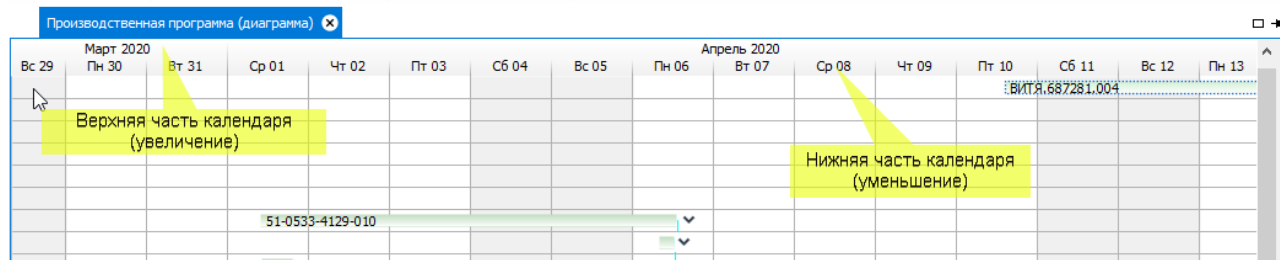 Производственная программа (диаграмма)
Март 2020 Апрель 2020
Вс 29 Пн 30 Вт 31 Ср 01 Чт 02 Пт 03 Сб 04 Вс 05 Пн 06 Вт 07 Ср 08 Чт 09 Пт 10 Сб 11 Вс 12 Пн 13
ВИТЯ.687281.004
Верхняя часть календаря
(увеличение)
Нижняя часть календаря
(уменьшение)
51-0533-4129-010